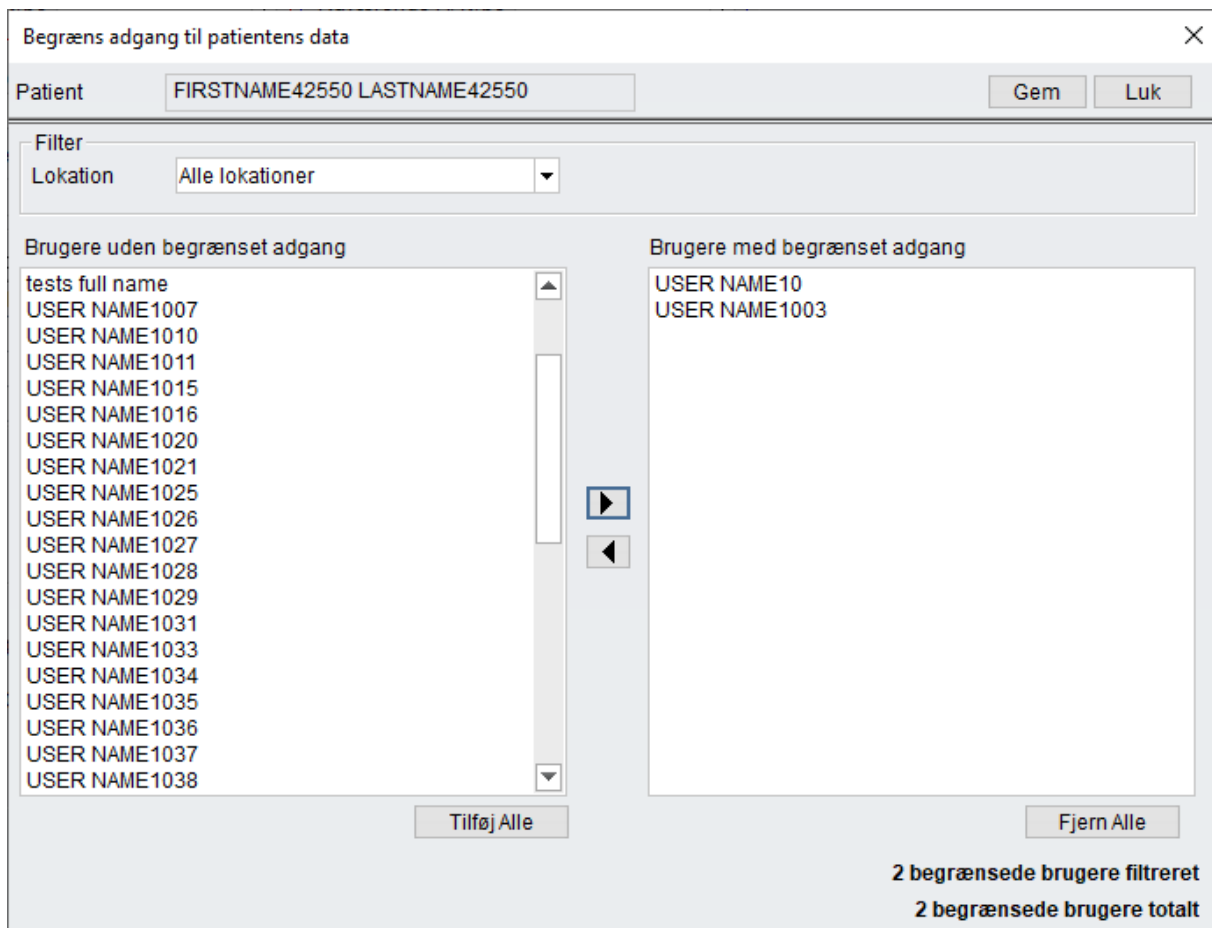 Begræns adgang til patientens data
Patient FIRSTNAME42550 LASTNAME42550 Gem Luk
Filter
Lokation Alle lokationer
Brugere uden begrænset adgang
tests full name
USER NAME1007
USER NAME1010
USER NAME1011
USER NAME1015
USER NAME1016
USER NAME1020
USER NAME1021
USER NAME1025
USER NAME1026
USER NAME1027
USER NAME1028
USER NAME1029
USER NAME1031
USER NAME1033
USER NAME1034
USER NAME1035
USER NAME1036
USER NAME1037
USER NAME1038
Tilføj Alle
Brugere med begrænset adgang
USER NAME10
USER NAME1003
Fjern Alle
2 begrænsede brugere filtreret
2 begrænsede brugere totalt